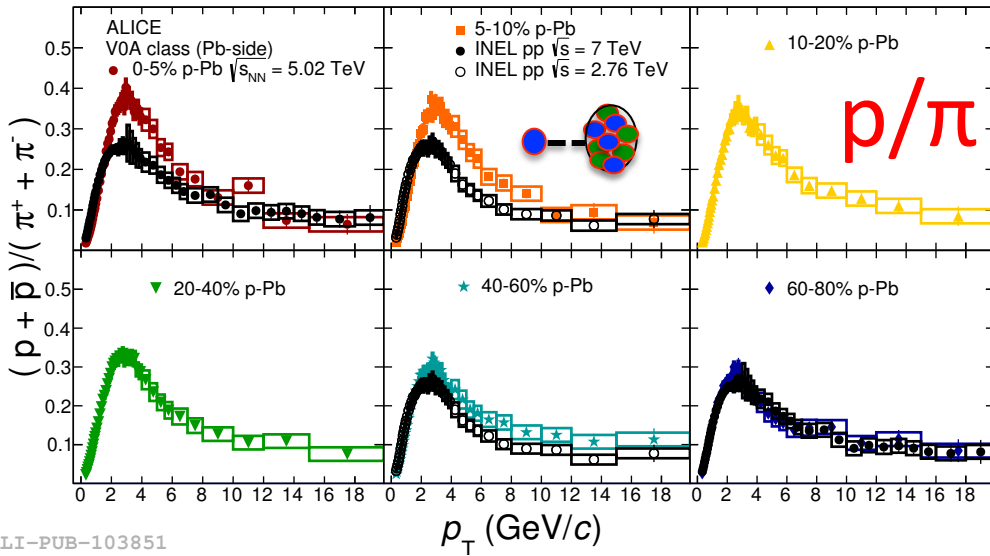 ALICE
V0A class (Pb-side)
0-5% p-Pb √s_NN = 5.02 TeV
5-10% p-Pb
INEL pp √s = 7 TeV
INEL pp √s = 2.76 TeV
10-20% p-Pb
p/π
0.5
0.4
0.3
0.2
0.1
20-40% p-Pb
40-60% p-Pb
60-80% p-Pb
0.5
0.4
0.3
0.2
0.1
(p + p̅)/(π⁺ + π⁻)
0 2 4 6 8 10 12 14 16 18
0 2 4 6 8 10 12 14 16 18
0 2 4 6 8 10 12 14 16 18
p_T (GeV/c)
LI-PUB-103851